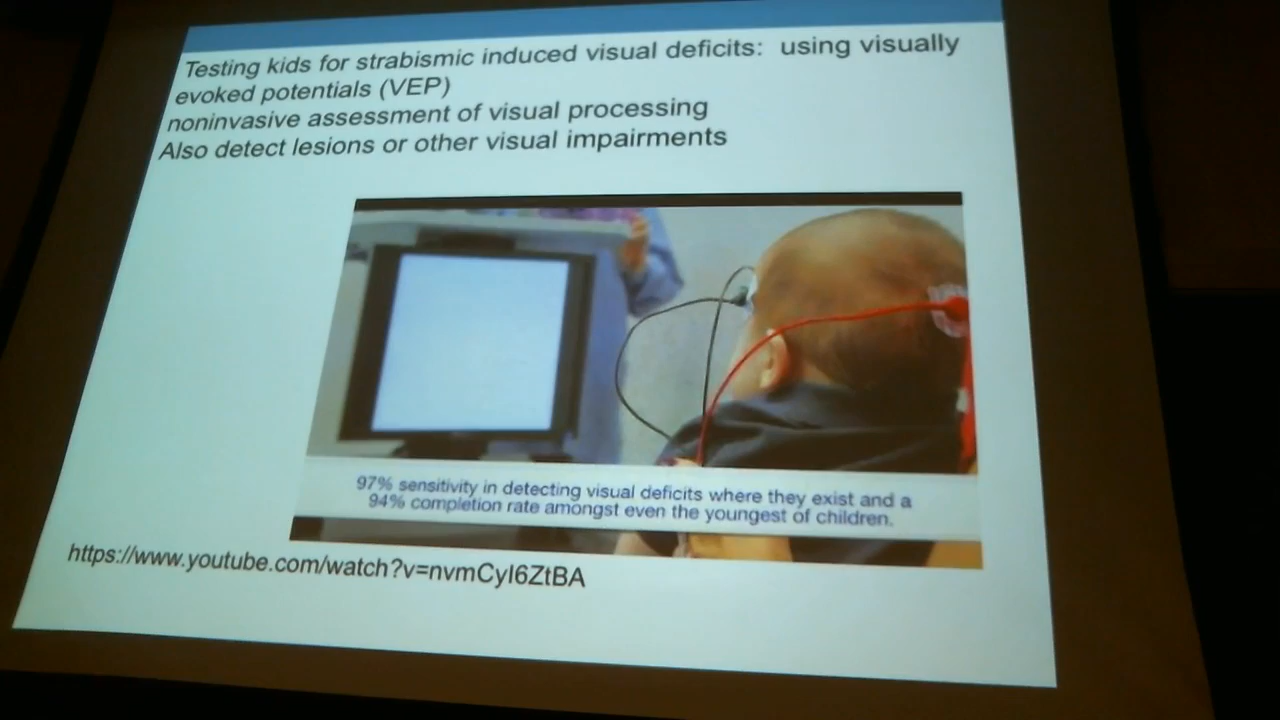 Testing kids for strabismic induced visual deficits: using visually
evoked potentials (VEP)
noninvasive assessment of visual processing
Also detect lesions or other visual impairments
97% sensitivity in detecting visual deficits where they exist and a
94% completion rate amongst even the youngest of children.
https://www.youtube.com/watch?v=nvmCyI6ZtBA